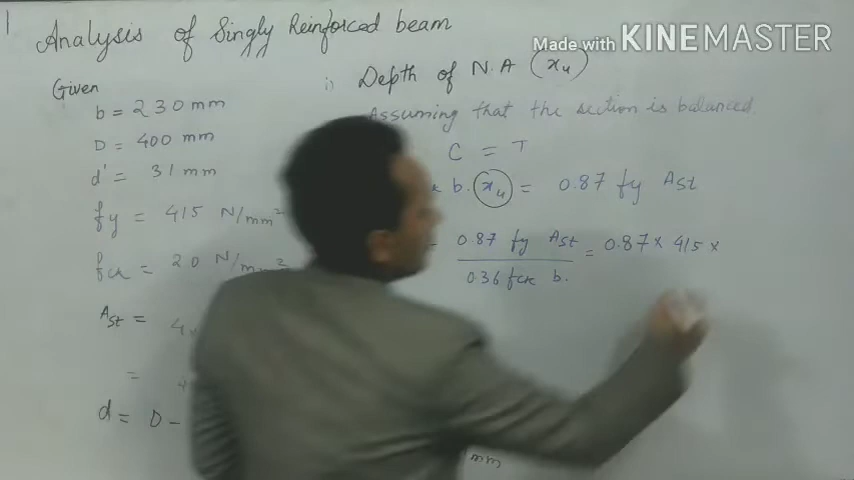 1
Analysis of Singly Reinforced beam
Made with KINEMASTER
Given
b = 230 mm
D = 400 mm
d' = 31 mm
fy = 415 N/mm²
fck = 20 N/mm²
Ast = 4
= 4
d = D -
i) Depth of N.A (xu)
Assuming that the section is balanced.
C = T
b. xu = 0.87 fy Ast
0.87 fy Ast = 0.87 × 415 ×
0.36 fck b.
mm